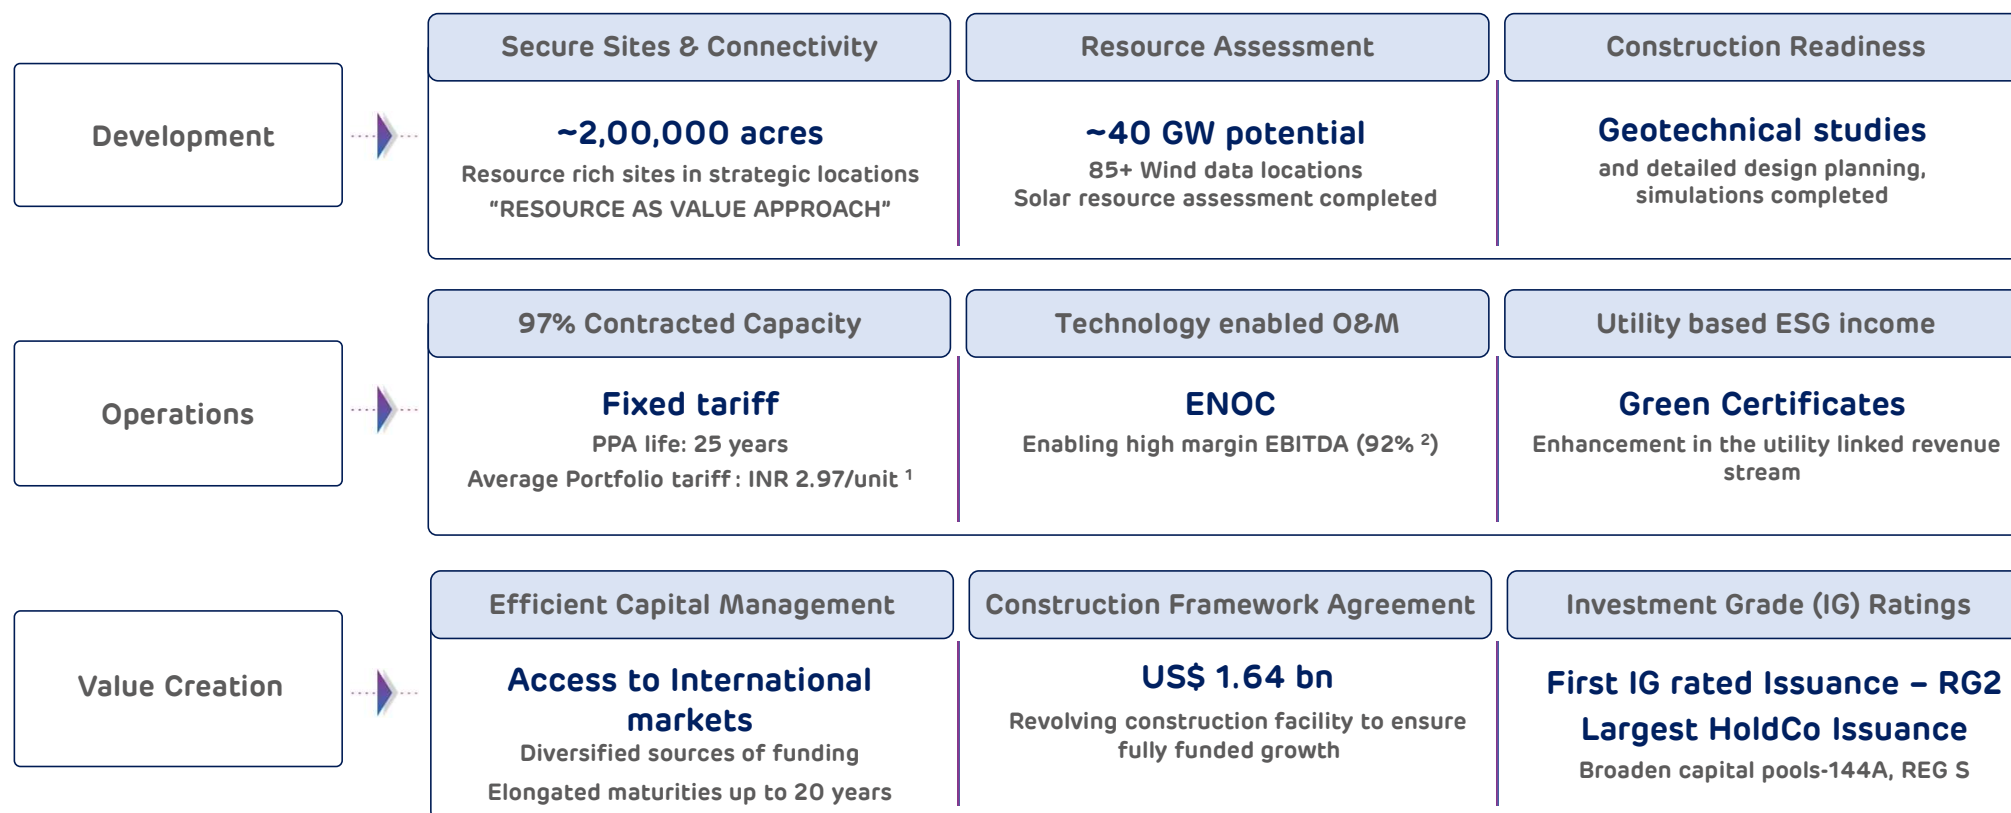 Development
Secure Sites & Connectivity
~2,00,000 acres
Resource rich sites in strategic locations
“RESOURCE AS VALUE APPROACH”
Resource Assessment
~40 GW potential
85+ Wind data locations
Solar resource assessment completed
Construction Readiness
Geotechnical studies
and detailed design planning,
simulations completed
Operations
97% Contracted Capacity
Fixed tariff
PPA life: 25 years
Average Portfolio tariff : INR 2.97/unit ¹
Technology enabled O&M
ENOC
Enabling high margin EBITDA (92% ²)
Utility based ESG income
Green Certificates
Enhancement in the utility linked revenue
stream
Value Creation
Efficient Capital Management
Access to International
markets
Diversified sources of funding
Elongated maturities up to 20 years
Construction Framework Agreement
US$ 1.64 bn
Revolving construction facility to ensure
fully funded growth
Investment Grade (IG) Ratings
First IG rated Issuance – RG2
Largest HoldCo Issuance
Broaden capital pools-144A, REG S